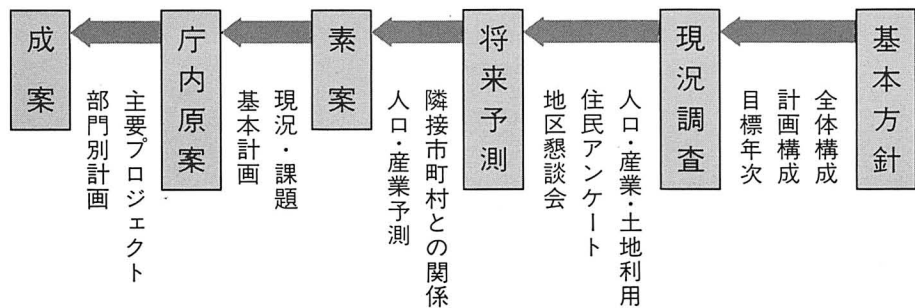 基本方針
全体構成
計画構成
目標年次
現況調査
人口・産業・土地利用
住民アンケート
地区懇談会
将来予測
隣接市町村との関係
人口・産業予測
素案
現況・課題
基本計画
庁内原案
主要プロジェクト
部門別計画
成案